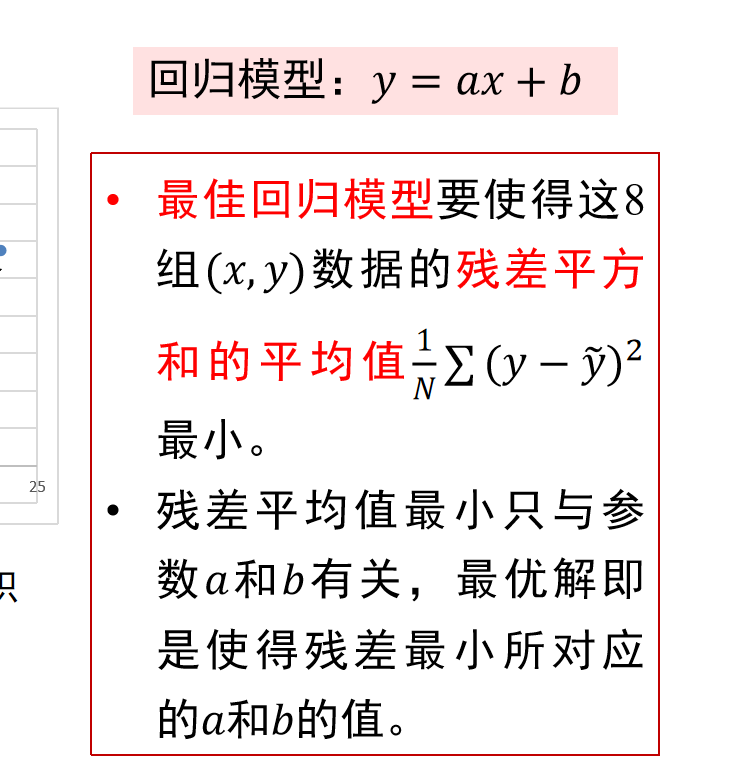 回归模型：y = ax + b
• 最佳回归模型要使得这8
组(x, y)数据的残差平方
和的平均值 1/N ∑(y − ỹ)²
最小。
• 残差平均值最小只与参
数a和b有关，最优解即
是使得残差最小所对应
的a和b的值。
25